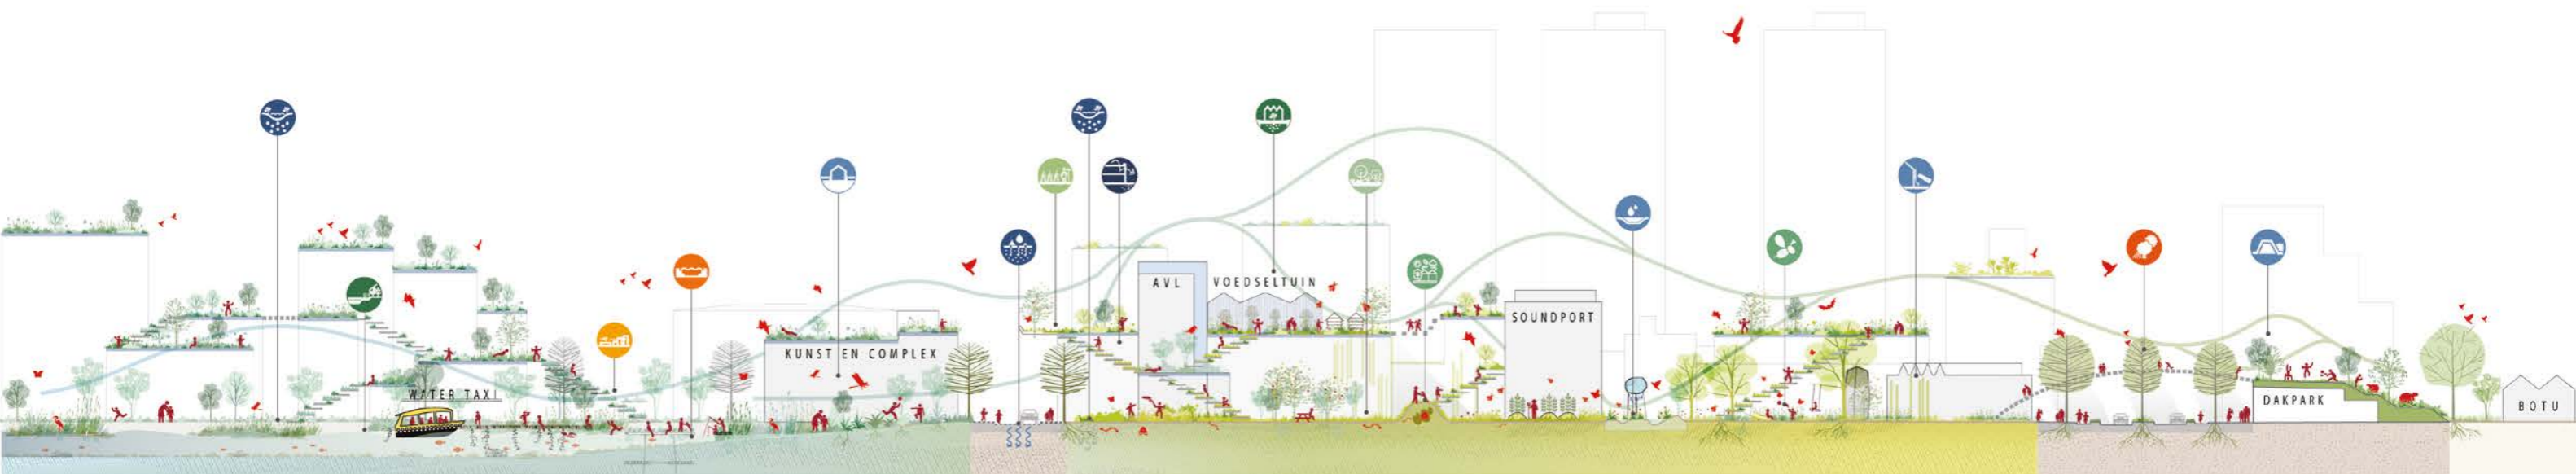 WATER TAXI
KUNST EN COMPLEX
AVL
VOEDSELTUIN
SOUNDPORT
DAKPARK
BOTU